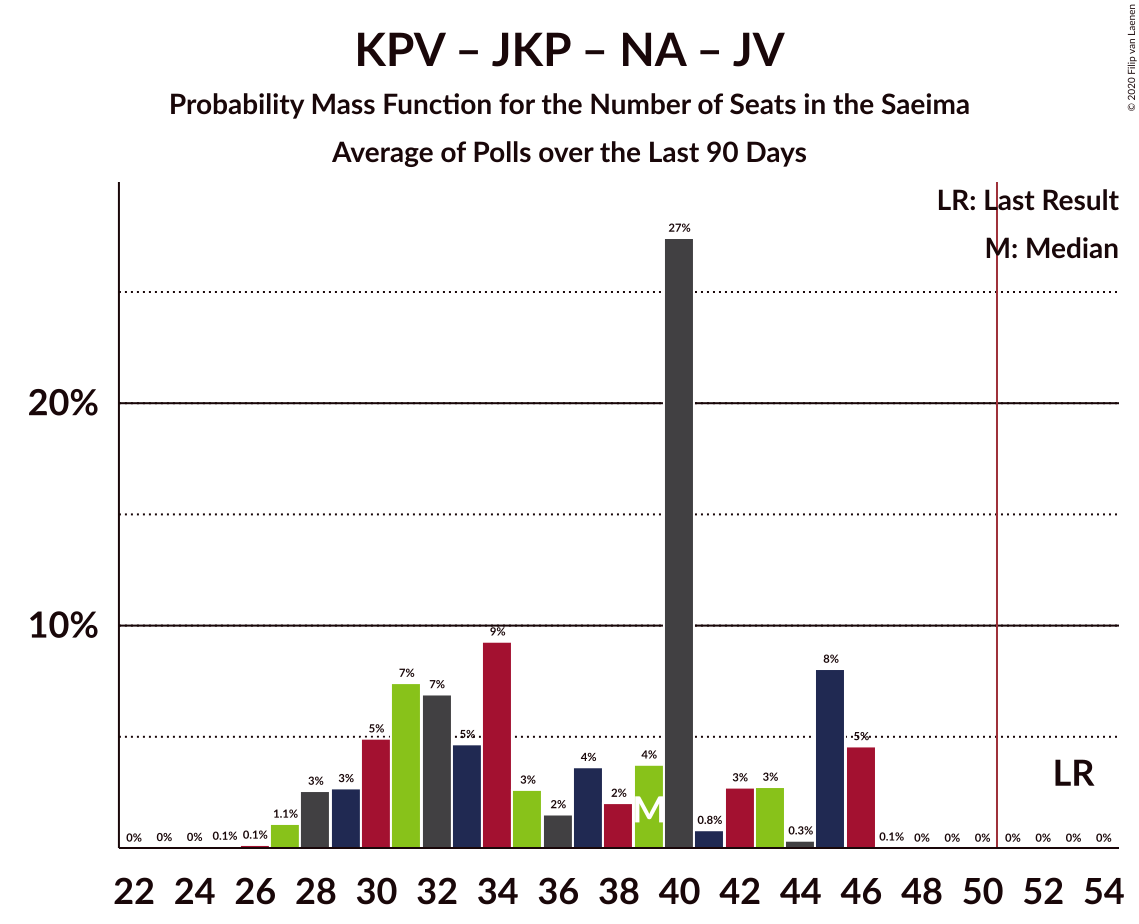 KPV – JKP – NA – JV
Probability Mass Function for the Number of Seats in the Saeima
Average of Polls over the Last 90 Days
© 2020 Filip van Laenen
LR: Last Result
M: Median
20%
10%
0% 0% 0% 0.1% 0.1% 1.1% 3% 3% 5% 7% 7% 5% 9% 3% 2% 4% 2% 4% 27% 0.8% 3% 3% 0.3% 8% 5% 0.1% 0% 0% 0% 0% 0% 0% 0%
M
LR
22 24 26 28 30 32 34 36 38 40 42 44 46 48 50 52 54